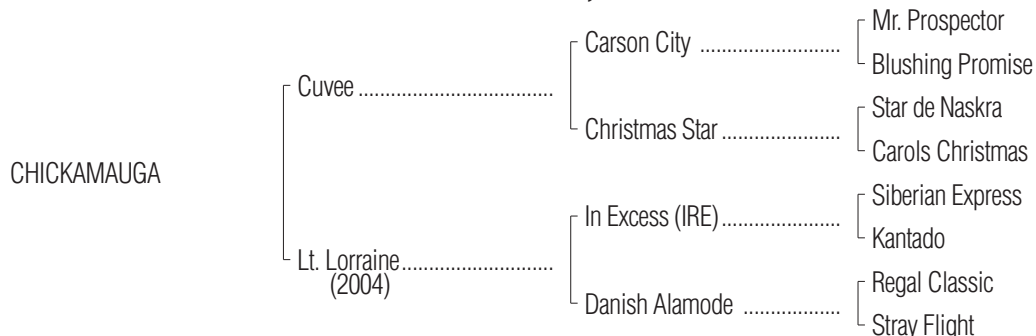 Carson City ............................
Mr. Prospector
Blushing Promise
Cuvee ...................................
Christmas Star ........................
Star de Naskra
Carols Christmas
CHICKAMAUGA
In Excess (IRE) ........................
Siberian Express
Kantado
Lt. Lorraine ...........................
(2004)
Danish Alamode ...................
Regal Classic
Stray Flight